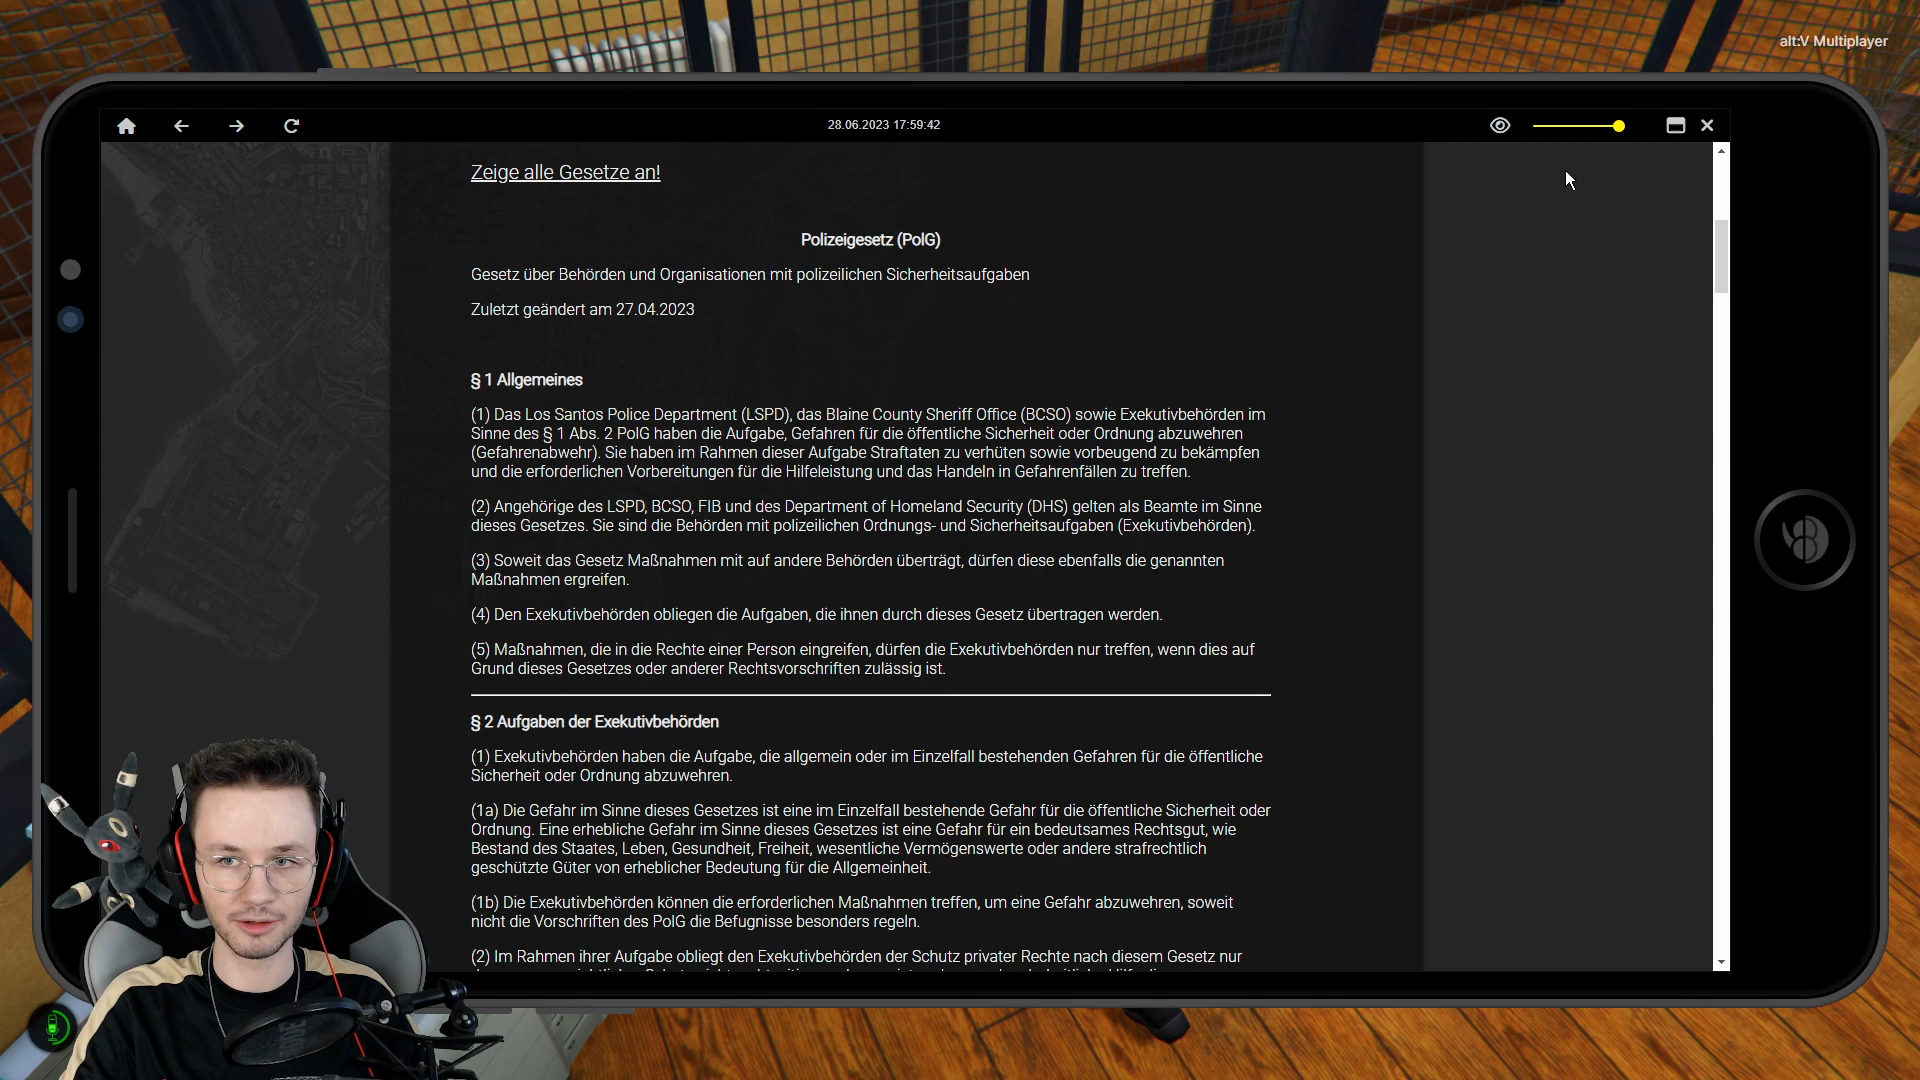 alt:V Multiplayer
28.06.2023 17:59:42
Zeige alle Gesetze an!
Polizeigesetz (PolG)
Gesetz über Behörden und Organisationen mit polizeilichen Sicherheitsaufgaben
Zuletzt geändert am 27.04.2023
§ 1 Allgemeines
(1) Das Los Santos Police Department (LSPD), das Blaine County Sheriff Office (BCSO) sowie Exekutivbehörden im
Sinne des § 1 Abs. 2 PolG haben die Aufgabe, Gefahren für die öffentliche Sicherheit oder Ordnung abzuwehren
(Gefahrenabwehr). Sie haben im Rahmen dieser Aufgabe Straftaten zu verhüten sowie vorbeugend zu bekämpfen
und die erforderlichen Vorbereitungen für die Hilfeleistung und das Handeln in Gefahrenfällen zu treffen.
(2) Angehörige des LSPD, BCSO, FIB und des Department of Homeland Security (DHS) gelten als Beamte im Sinne
dieses Gesetzes. Sie sind die Behörden mit polizeilichen Ordnungs- und Sicherheitsaufgaben (Exekutivbehörden).
(3) Soweit das Gesetz Maßnahmen mit auf andere Behörden überträgt, dürfen diese ebenfalls die genannten
Maßnahmen ergreifen.
(4) Den Exekutivbehörden obliegen die Aufgaben, die ihnen durch dieses Gesetz übertragen werden.
(5) Maßnahmen, die in die Rechte einer Person eingreifen, dürfen die Exekutivbehörden nur treffen, wenn dies auf
Grund dieses Gesetzes oder anderer Rechtsvorschriften zulässig ist.
§ 2 Aufgaben der Exekutivbehörden
(1) Exekutivbehörden haben die Aufgabe, die allgemein oder im Einzelfall bestehenden Gefahren für die öffentliche
Sicherheit oder Ordnung abzuwehren.
(1a) Die Gefahr im Sinne dieses Gesetzes ist eine im Einzelfall bestehende Gefahr für die öffentliche Sicherheit oder
Ordnung. Eine erhebliche Gefahr im Sinne dieses Gesetzes ist eine Gefahr für ein bedeutsames Rechtsgut, wie
Bestand des Staates, Leben, Gesundheit, Freiheit, wesentliche Vermögenswerte oder andere strafrechtlich
geschützte Güter von erheblicher Bedeutung für die Allgemeinheit.
(1b) Die Exekutivbehörden können die erforderlichen Maßnahmen treffen, um eine Gefahr abzuwehren, soweit
nicht die Vorschriften des PolG die Befugnisse besonders regeln.
(2) Im Rahmen ihrer Aufgabe obliegt den Exekutivbehörden der Schutz privater Rechte nach diesem Gesetz nur